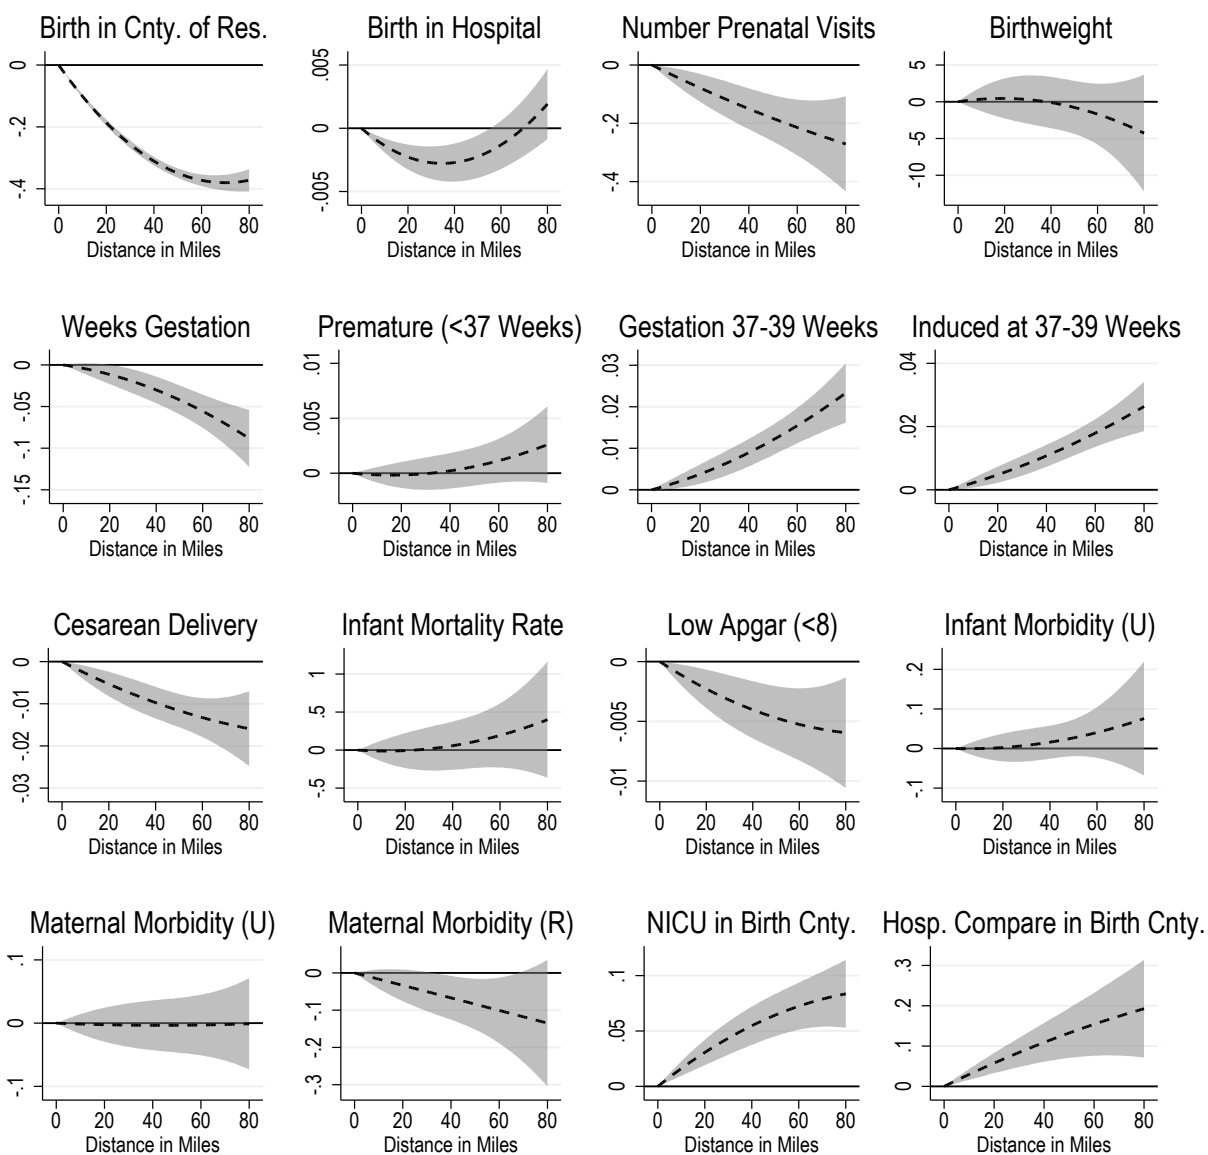 Birth in Cnty. of Res.
0
-.2
-.4
0 20 40 60 80
Distance in Miles
Birth in Hospital
.005
0
-.005
0 20 40 60 80
Distance in Miles
Number Prenatal Visits
0
-.2
-.4
0 20 40 60 80
Distance in Miles
Birthweight
5
0
-5
-10
0 20 40 60 80
Distance in Miles
Weeks Gestation
0
-.05
-.1
-.15
0 20 40 60 80
Distance in Miles
Premature (<37 Weeks)
.01
.005
0
0 20 40 60 80
Distance in Miles
Gestation 37-39 Weeks
.03
.02
.01
0
0 20 40 60 80
Distance in Miles
Induced at 37-39 Weeks
.04
.02
0
0 20 40 60 80
Distance in Miles
Cesarean Delivery
0
-.01
-.02
-.03
0 20 40 60 80
Distance in Miles
Infant Mortality Rate
1
.5
0
-.5
0 20 40 60 80
Distance in Miles
Low Apgar (<8)
0
-.005
-.01
0 20 40 60 80
Distance in Miles
Infant Morbidity (U)
.2
.1
0
-.1
0 20 40 60 80
Distance in Miles
Maternal Morbidity (U)
.1
0
-.1
0 20 40 60 80
Distance in Miles
Maternal Morbidity (R)
0
-.1
-.2
-.3
0 20 40 60 80
Distance in Miles
NICU in Birth Cnty.
.1
.05
0
0 20 40 60 80
Distance in Miles
Hosp. Compare in Birth Cnty.
.3
.2
.1
0
0 20 40 60 80
Distance in Miles